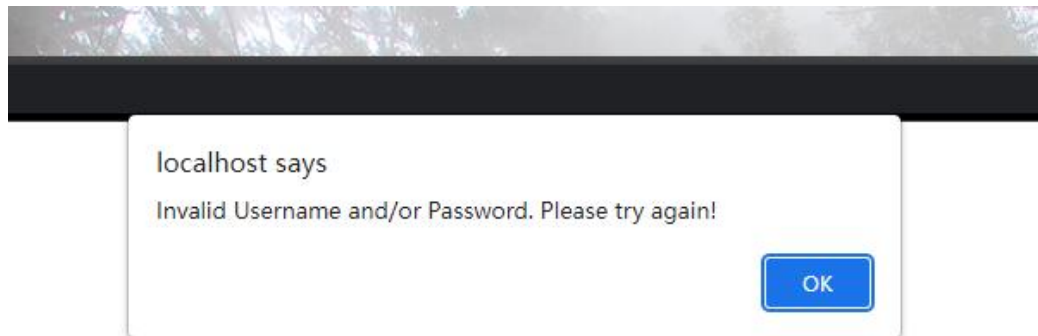 localhost says
Invalid Username and/or Password. Please try again!
OK